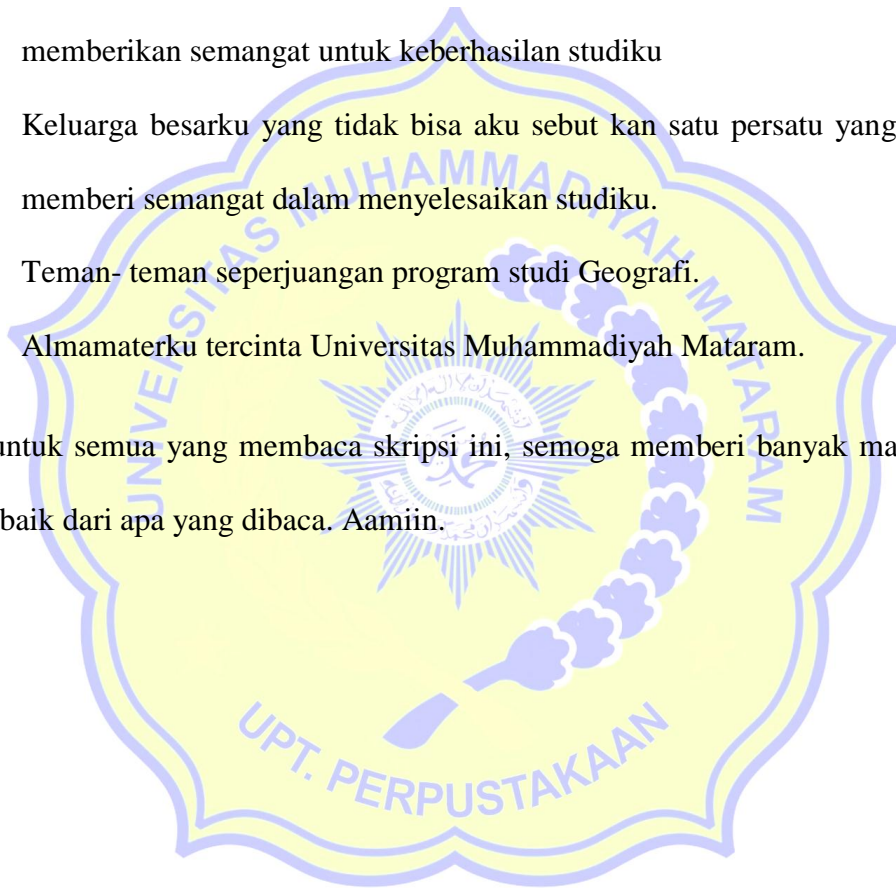 memberikan semangat untuk keberhasilan studiku
Keluarga besarku yang tidak bisa aku sebut kan satu persatu yang
memberi semangat dalam menyelesaikan studiku.
Teman- teman seperjuangan program studi Geografi.
Almamaterku tercinta Universitas Muhammadiyah Mataram.
untuk semua yang membaca skripsi ini, semoga memberi banyak ma
baik dari apa yang dibaca. Aamiin.
UNIVERSITAS MUHAMMADIYAH MATARAM
UPT. PERPUSTAKAAN